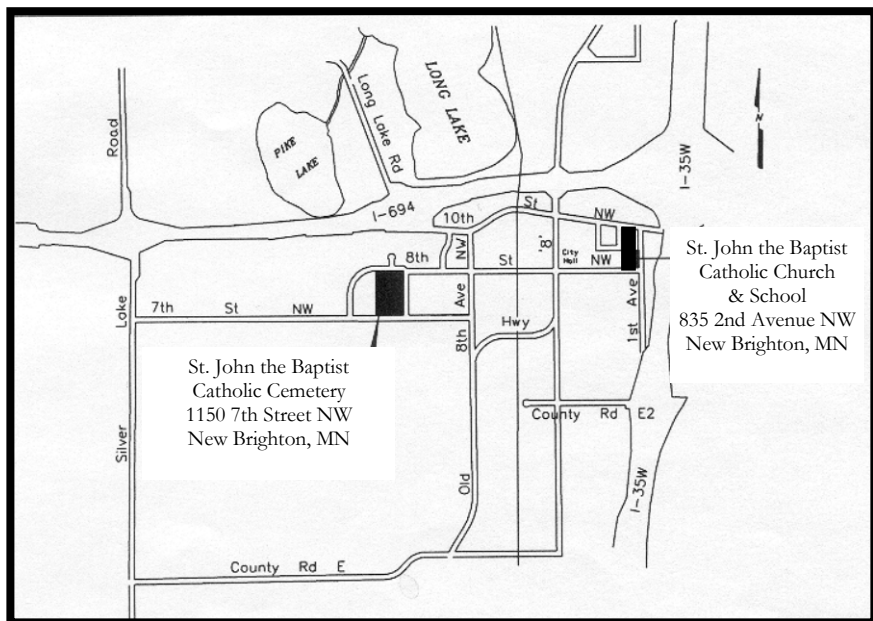 Road
PIKE
LAKE
Long Lake Rd
LONG LAKE
N
I-35W
I-694
10th
St
NW
8th
NW
St
'8'
City
Hall
NW
St. John the Baptist
Catholic Church
& School
835 2nd Avenue NW
New Brighton, MN
Lake
7th St NW
Ave
8th
Hwy
1st Ave
St. John the Baptist
Catholic Cemetery
1150 7th Street NW
New Brighton, MN
County Rd E2
Silver
Old
I-35W
County Rd E